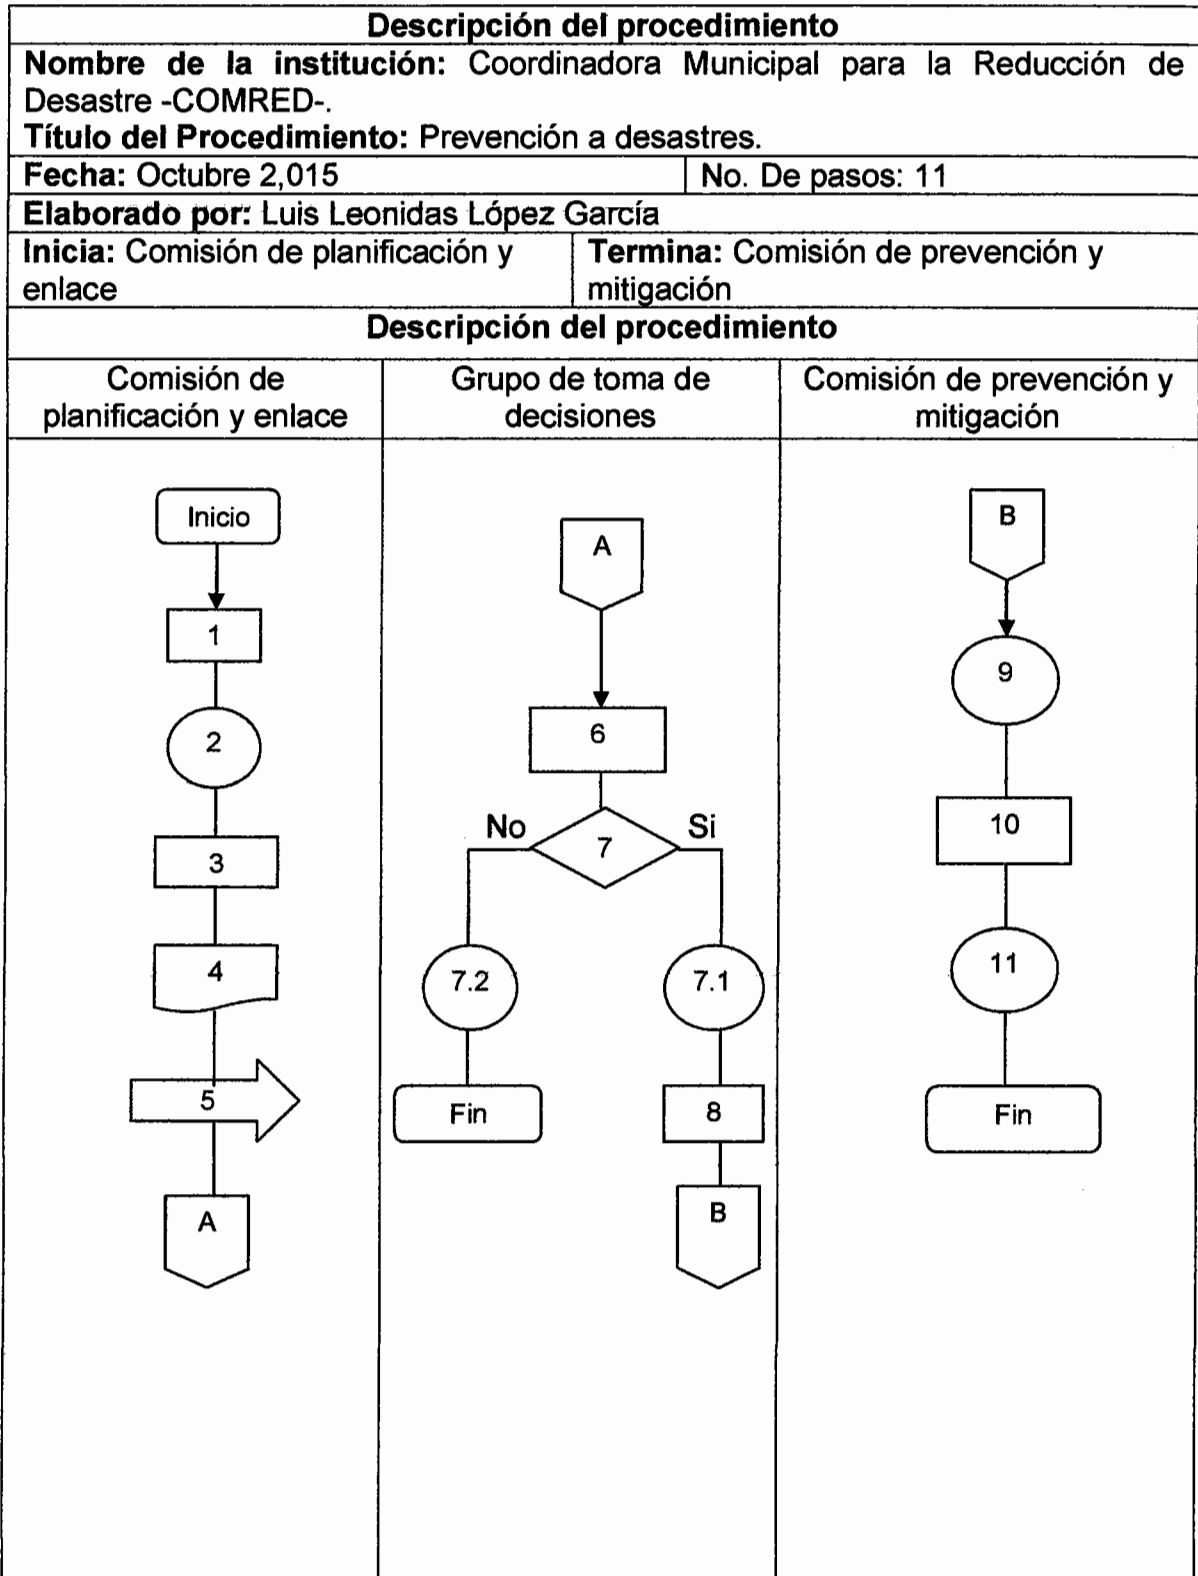 Descripción del procedimiento
Nombre de la institución: Coordinadora Municipal para la Reducción de
Desastre -COMRED-.
Título del Procedimiento: Prevención a desastres.
Fecha: Octubre 2,015
No. De pasos: 11
Elaborado por: Luis Leonidas López García
Inicia: Comisión de planificación y
enlace
Termina: Comisión de prevención y
mitigación
Descripción del procedimiento
Comisión de
planificación y enlace
Grupo de toma de
decisiones
Comisión de prevención y
mitigación
Inicio
1
2
3
4
5
A
A
6
No
7
Si
7.2
7.1
Fin
8
B
B
9
10
11
Fin